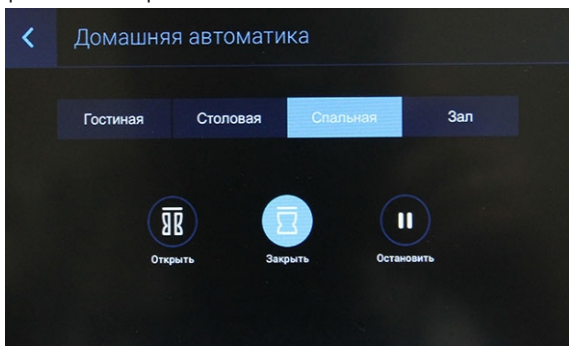 Домашняя автоматика
Гостиная Столовая Спальная Зал
Открыть Закрыть Остановить